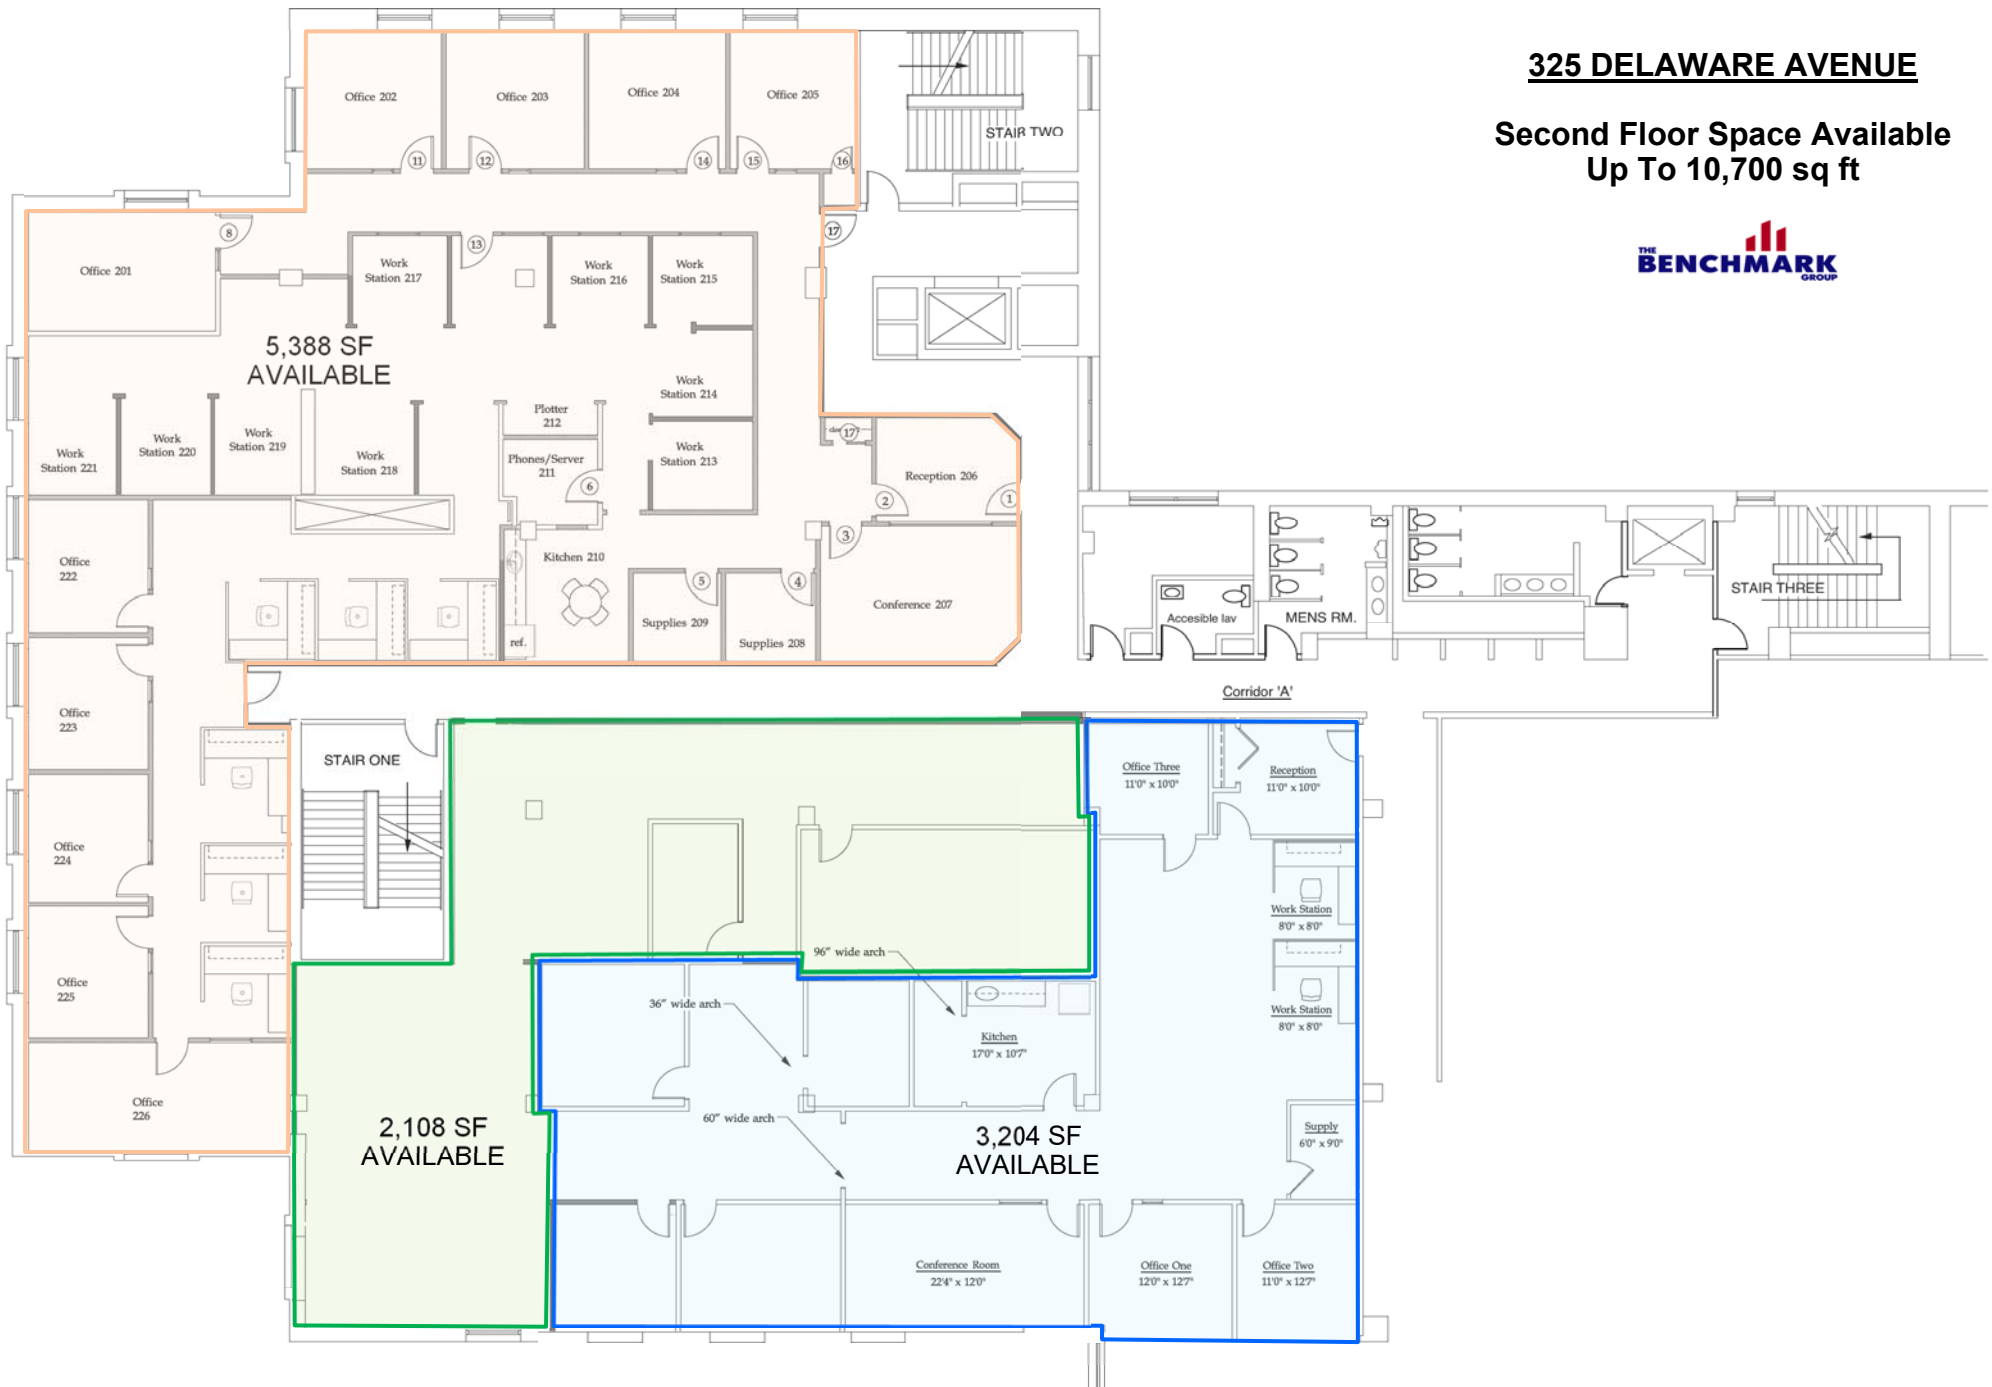 325 DELAWARE AVENUE
Second Floor Space Available
Up To 10,700 sq ft
THE
BENCHMARK
GROUP
Office 202
Office 203
Office 204
Office 205
STAIR TWO
11
12
14
15
16
17
8
13
Office 201
Work
Station 217
Work
Station 216
Work
Station 215
5,388 SF
AVAILABLE
Work
Station 214
Plotter
212
17
Work
Station 221
Work
Station 220
Work
Station 219
Work
Station 218
Phones/Server
211
6
Work
Station 213
Reception 206
2
1
3
Office
222
Kitchen 210
5
4
Conference 207
Supplies 209
Supplies 208
ref.
Accesible lav
MENS RM.
STAIR THREE
Corridor 'A'
Office
223
STAIR ONE
Office Three
11'0" x 10'0"
Reception
11'0" x 10'0"
Office
224
Work Station
8'0" x 8'0"
96" wide arch
Office
225
36" wide arch
Work Station
8'0" x 8'0"
Kitchen
17'0" x 10'7"
Office
226
60" wide arch
2,108 SF
AVAILABLE
3,204 SF
AVAILABLE
Supply
6'0" x 9'0"
Conference Room
22'4" x 12'0"
Office One
12'0" x 12'7"
Office Two
11'0" x 12'7"